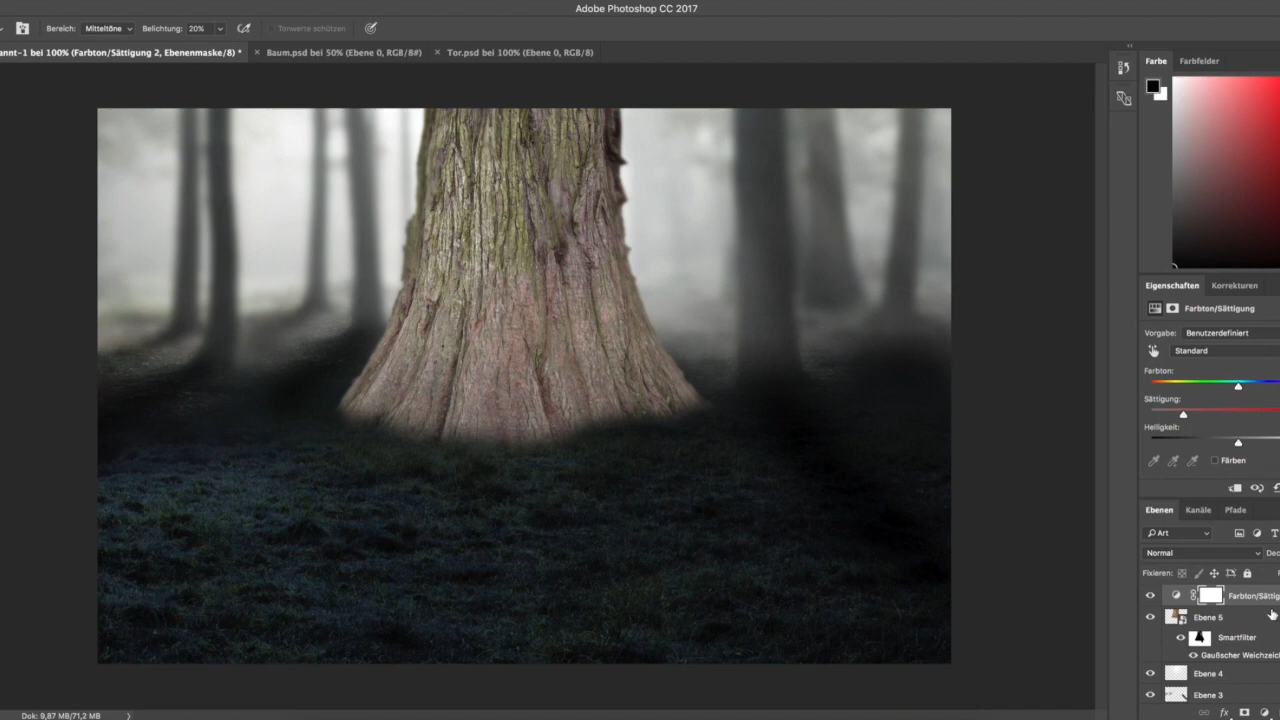 Adobe Photoshop CC 2017
Bereich: Mitteltöne Belichtung: 20% Tonwerte schützen
annt-1 bei 100% (Farbton/Sättigung 2, Ebenenmaske/8) * × Baum.psd bei 50% (Ebene 0, RGB/8#) × Tor.psd bei 100% (Ebene 0, RGB/8)
Farbe Farbfelder
Eigenschaften Korrekturen
Farbton/Sättigung
Vorgabe: Benutzerdefiniert
Standard
Farbton:
Sättigung:
Helligkeit:
Färben
Ebenen Kanäle Pfade
Art
Normal Dec
Fixieren: F
Farbton/Sättig
Ebene 5
Smartfilter
Gaußscher Weichzeich
Ebene 4
Ebene 3
fx
Dok: 9,87 MB/71,2 MB